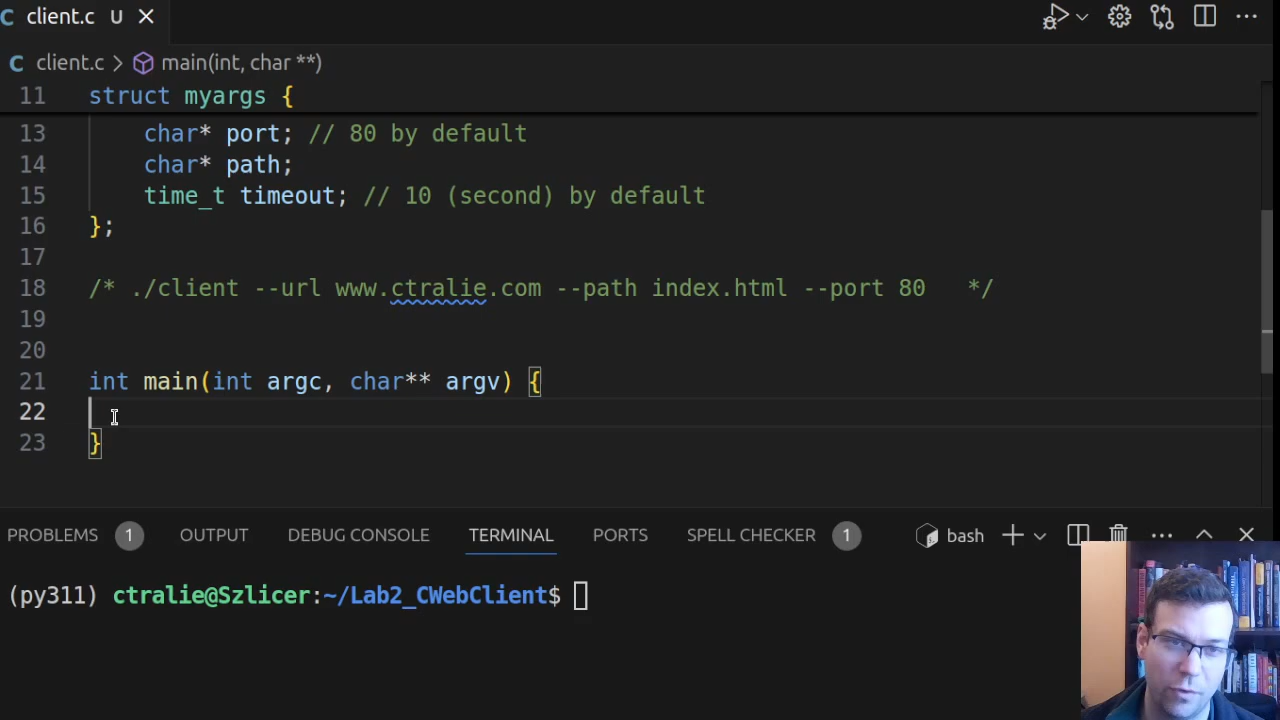 client.c U
client.c > main(int, char **)
11 struct myargs {
13 char* port; // 80 by default
14 char* path;
15 time_t timeout; // 10 (second) by default
16 };
17
18 /* ./client --url www.ctralie.com --path index.html --port 80 */
19
20
21 int main(int argc, char** argv) {
22
23 }
PROBLEMS 1 OUTPUT DEBUG CONSOLE TERMINAL PORTS SPELL CHECKER 1 bash
(py311) ctralie@Szlicer:~/Lab2_CWebClient$